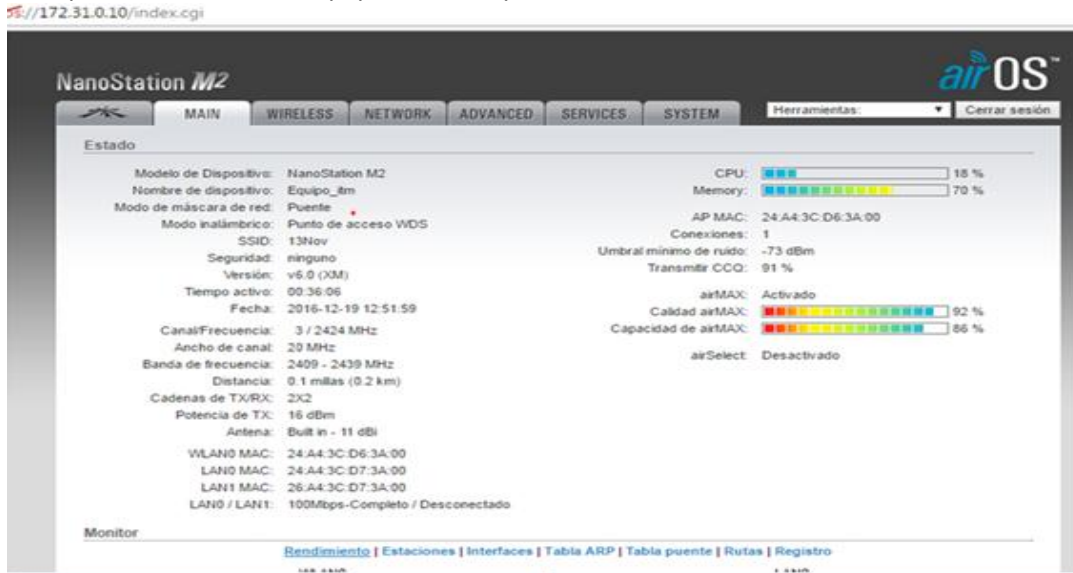 ://172.31.0.10/index.cgi
NanoStation M2
airOS™
MAIN WIRELESS NETWORK ADVANCED SERVICES SYSTEM Herramientas: Cerrar sesión
Estado
Modelo de Dispositivo: NanoStation M2
Nombre de dispositivo: Equipo_itm
Modo de máscara de red: Puente
Modo inalámbrico: Punto de acceso WDS
SSID: 13Nov
Seguridad: ninguno
Versión: v6.0 (XM)
Tiempo activo: 00:36:06
Fecha: 2016-12-19 12:51:59
Canal/Frecuencia: 3 / 2424 MHz
Ancho de canal: 20 MHz
Banda de frecuencia: 2409 - 2439 MHz
Distancia: 0.1 millas (0.2 km)
Cadenas de TX/RX: 2X2
Potencia de TX: 16 dBm
Antena: Built in - 11 dBi
WLAN0 MAC: 24:A4:3C:D6:3A:00
LAN0 MAC: 24:A4:3C:D7:3A:00
LAN1 MAC: 26:A4:3C:D7:3A:00
LAN0 / LAN1: 100Mbps-Completo / Desconectado
CPU: 18 %
Memory: 70 %
AP MAC: 24:A4:3C:D6:3A:00
Conexiones: 1
Umbral mínimo de ruido: -73 dBm
Transmitir CCQ: 91 %
airMAX: Activado
Calidad airMAX: 92 %
Capacidad de airMAX: 86 %
airSelect: Desactivado
Monitor
Rendimiento | Estaciones | Interfaces | Tabla ARP | Tabla puente | Rutas | Registro